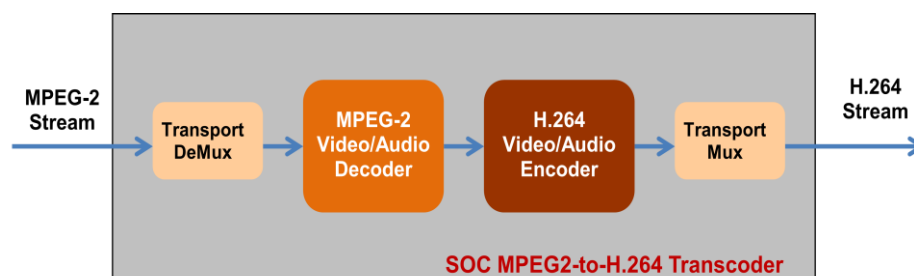 MPEG-2
Stream
Transport
DeMux
MPEG-2
Video/Audio
Decoder
H.264
Video/Audio
Encoder
Transport
Mux
H.264
Stream
SOC MPEG2-to-H.264 Transcoder